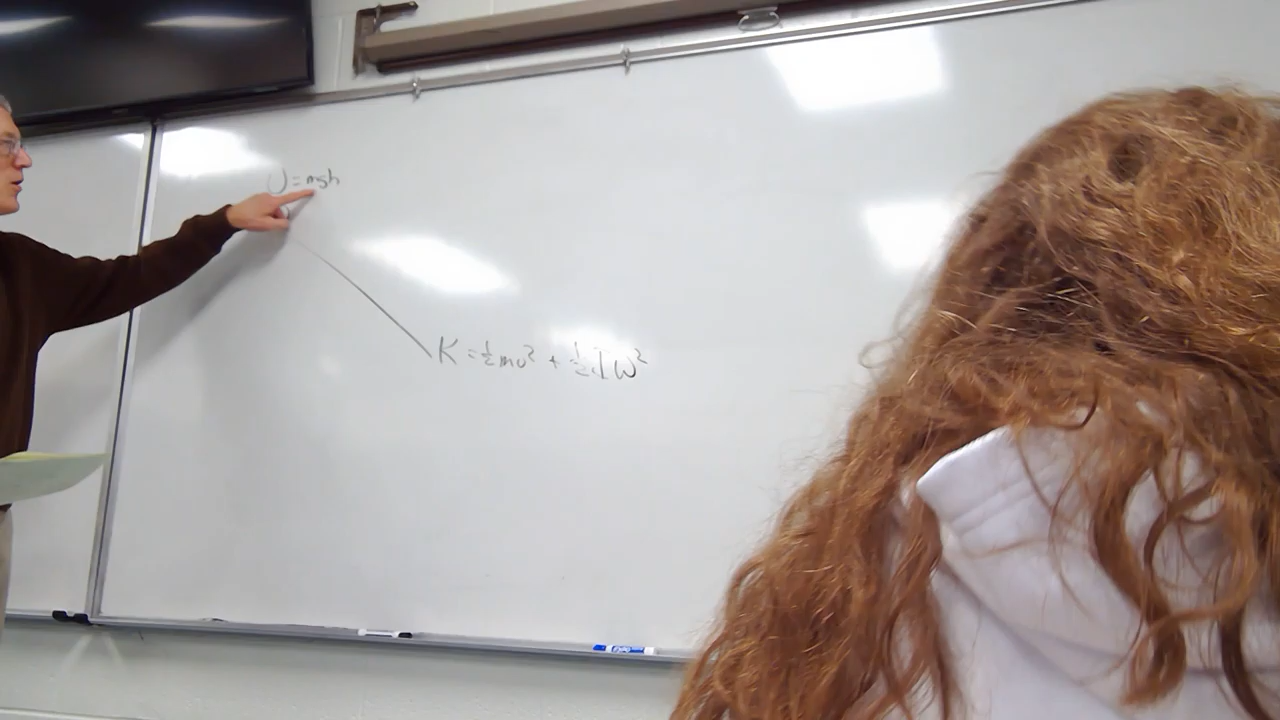 U = mgh
K = ½mv² + ½Iω²